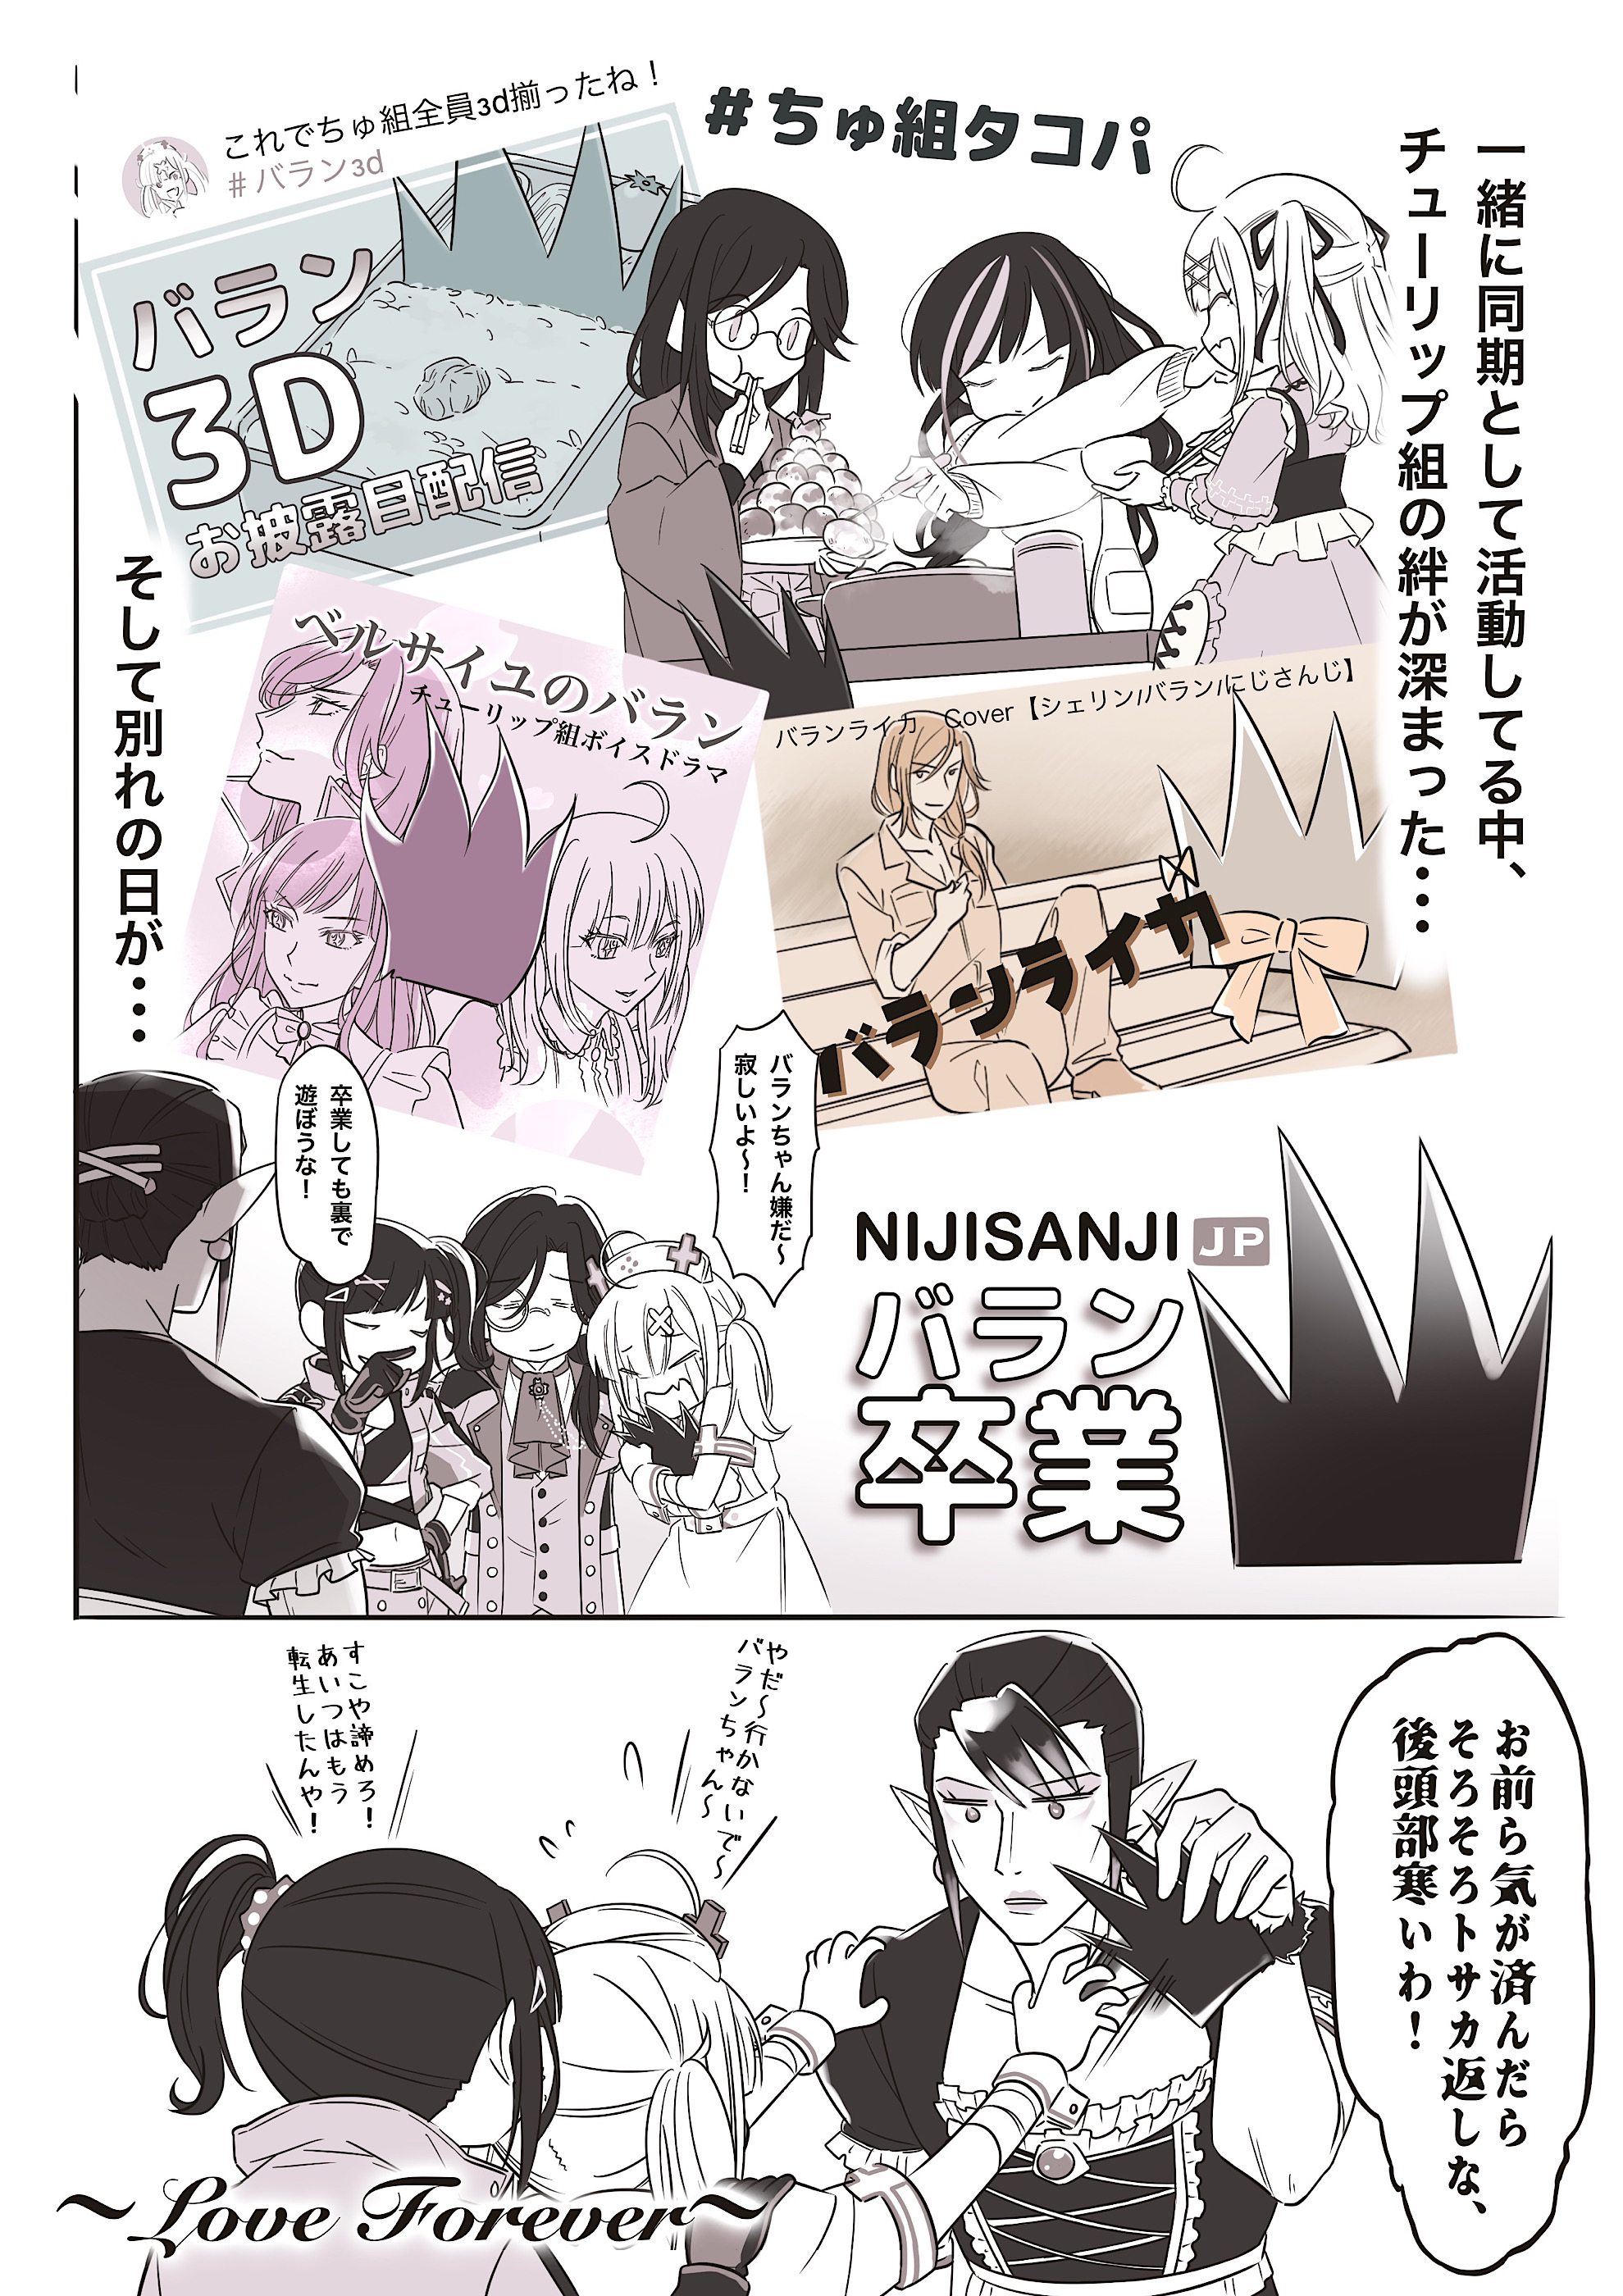 一緒に同期として活動してる中、
チューリップ組の絆が深まった・・・
#ちゅ組タコパ
これでちゅ組全員3d揃ったね！
#バラン3d
バラン
3D
お披露目配信
ベルサイユのバラン
チューリップ組ボイスドラマ
バランライカ Cover【シェリン/バラン/にじさんじ】
バランライカ
そして別れの日が・・・
バランちゃん嫌だ〜
寂しいよ〜！
卒業しても裏で
遊ぼうな！
NIJISANJI JP
バラン
卒業
お前ら気が済んだら
そろそろトサカ返しな、
後頭部寒いわ！
やだ〜行かないで〜
バランちゃん〜
すこや諦めろ！
あいつはもう
転生したんや！
〜Love Forever〜